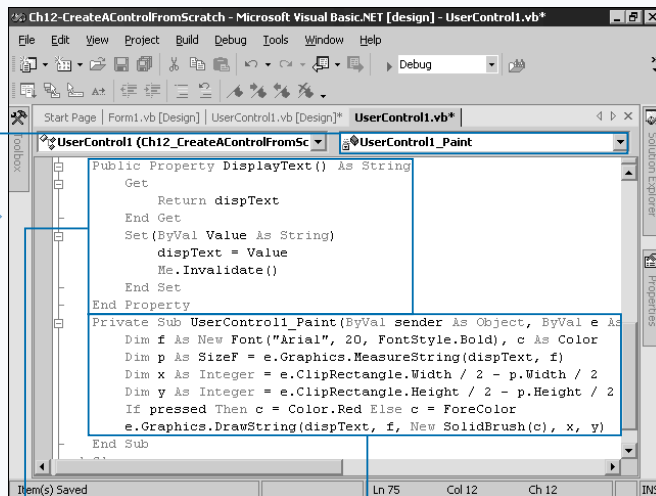 Ch12-CreateAControlFromScratch - Microsoft Visual Basic.NET [design] - UserControl1.vb*
File Edit View Project Build Debug Tools Window Help
Debug
Start Page Form1.vb [Design] UserControl1.vb [Design]* UserControl1.vb*
Toolbox
UserControl1 (Ch12_CreateAControlFromSc UserControl1_Paint
Solution Explorer
Properties
Public Property DisplayText() As String
Get
Return dispText
End Get
Set(ByVal Value As String)
dispText = Value
Me.Invalidate()
End Set
End Property
Private Sub UserControl1_Paint(ByVal sender As Object, ByVal e As
Dim f As New Font("Arial", 20, FontStyle.Bold), c As Color
Dim p As SizeF = e.Graphics.MeasureString(dispText, f)
Dim x As Integer = e.ClipRectangle.Width / 2 - p.Width / 2
Dim y As Integer = e.ClipRectangle.Height / 2 - p.Height / 2
If pressed Then c = Color.Red Else c = ForeColor
e.Graphics.DrawString(dispText, f, New SolidBrush(c), x, y)
End Sub
Item(s) Saved Ln 75 Col 12 Ch 12 INS